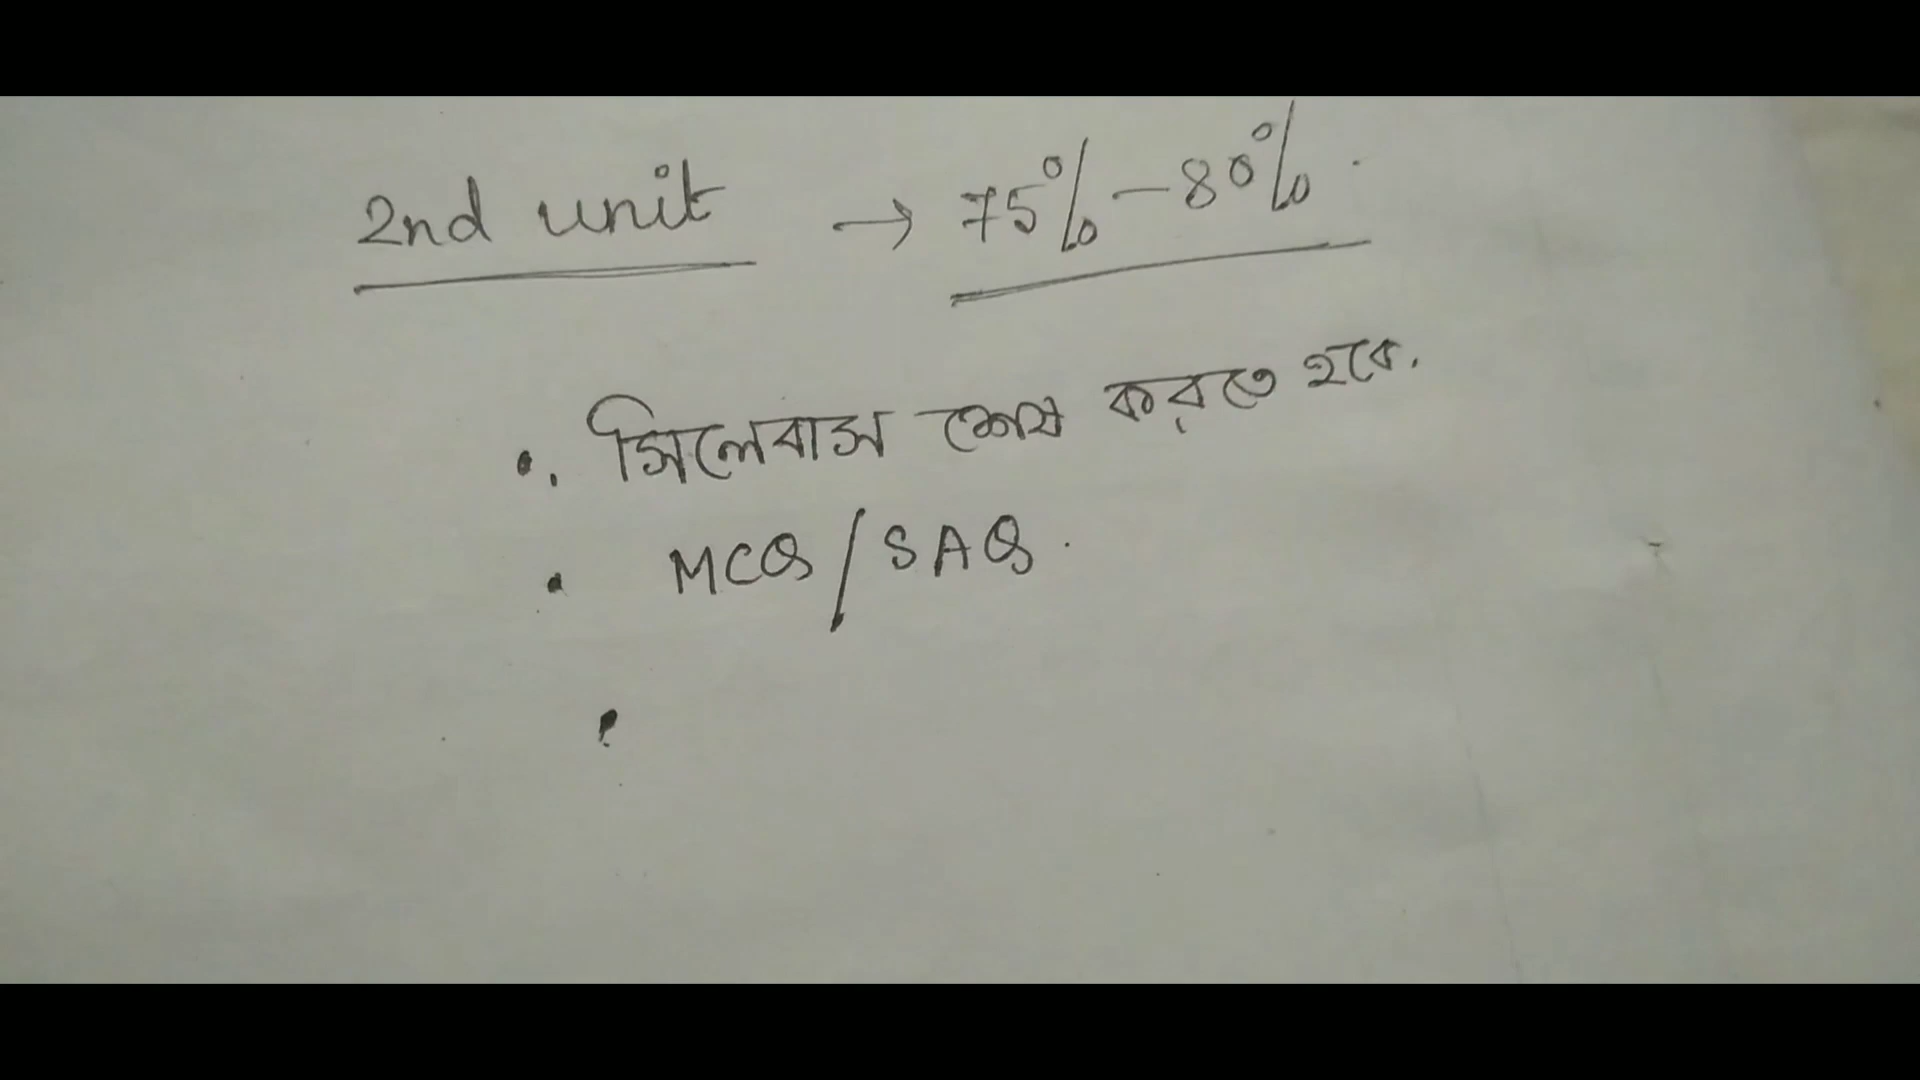 2nd unit → 75% - 80%.
• সিলেবাস শেষ করতে হবে.
• MCQ / SAQ.
•